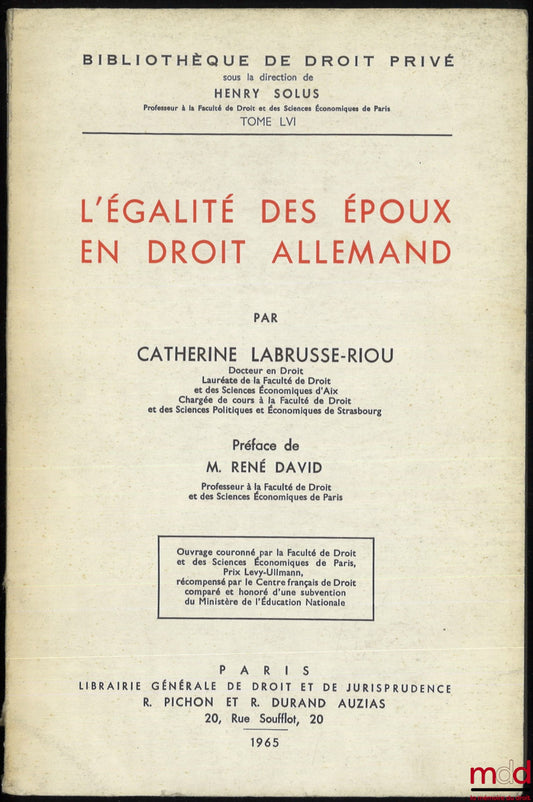 BIBLIOTHÈQUE DE DROIT PRIVÉ
sous la direction de
HENRY SOLUS
Professeur à la Faculté de Droit et des Sciences Économiques de Paris
TOME LVI
L'ÉGALITÉ DES ÉPOUX
EN DROIT ALLEMAND
PAR
CATHERINE LABRUSSE-RIOU
Docteur en Droit
Lauréate de la Faculté de Droit
et des Sciences Économiques d'Aix
Chargée de cours à la Faculté de Droit
et des Sciences Politiques et Économiques de Strasbourg
Préface de
M. RENÉ DAVID
Professeur à la Faculté de Droit
et des Sciences Économiques de Paris
Ouvrage couronné par la Faculté de Droit
et des Sciences Économiques de Paris,
Prix Levy-Ullmann,
récompensé par le Centre français de Droit
comparé et honoré d'une subvention
du Ministère de l'Éducation Nationale
PARIS
LIBRAIRIE GÉNÉRALE DE DROIT ET DE JURISPRUDENCE
R. PICHON ET R. DURAND AUZIAS
20, Rue Soufflot, 20
1965
mdd
la mémoire du droit